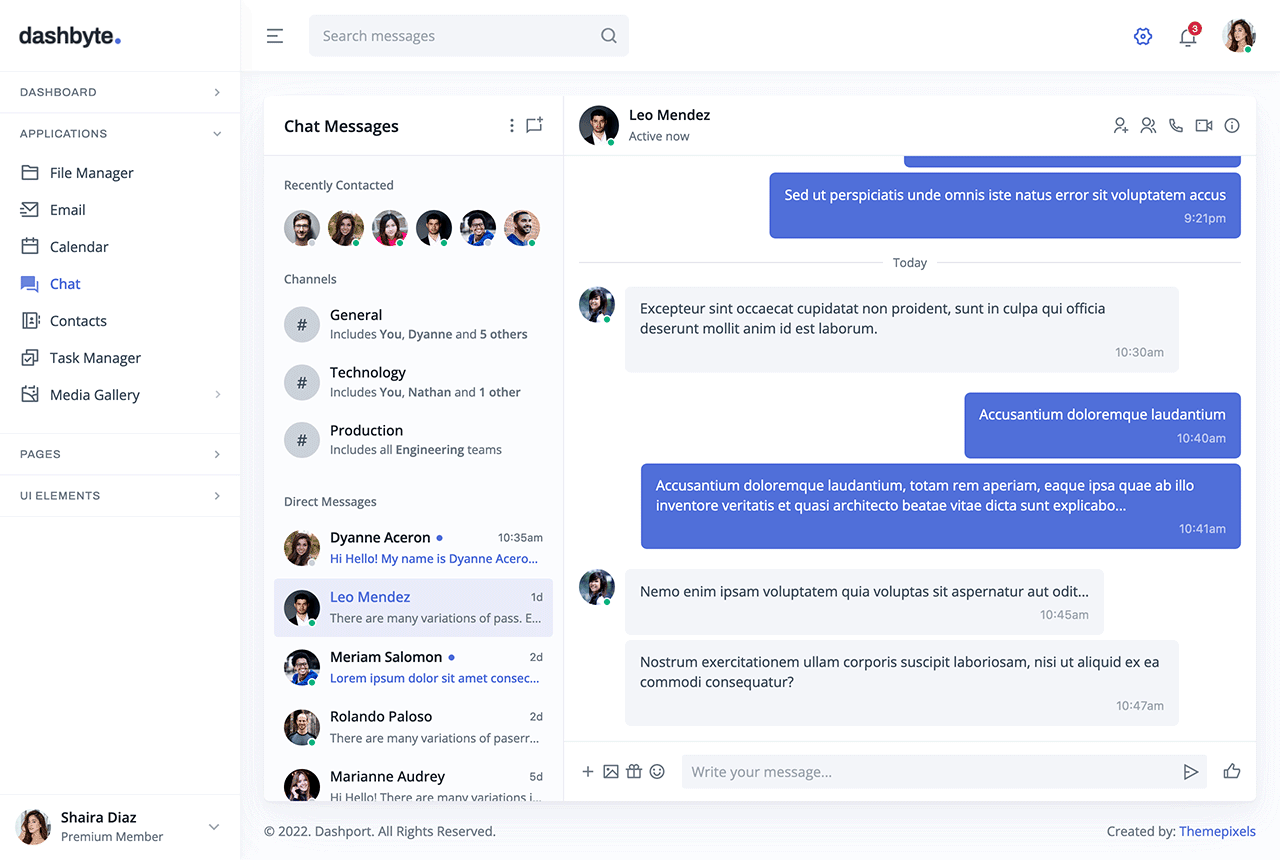 dashbyte.
DASHBOARD
APPLICATIONS
File Manager
Email
Calendar
Chat
Contacts
Task Manager
Media Gallery
PAGES
UI ELEMENTS
Shaira Diaz
Premium Member
Search messages
3
Chat Messages
Recently Contacted
Channels
#
General
Includes You, Dyanne and 5 others
#
Technology
Includes You, Nathan and 1 other
#
Production
Includes all Engineering teams
Direct Messages
Dyanne Aceron 10:35am
Hi Hello! My name is Dyanne Acero...
Leo Mendez 1d
There are many variations of pass. E...
Meriam Salomon 2d
Lorem ipsum dolor sit amet consec...
Rolando Paloso 2d
There are many variations of paserr...
Marianne Audrey 5d
Hi Hello! There are many variations i...
Leo Mendez
Active now
Sed ut perspiciatis unde omnis iste natus error sit voluptatem accus
9:21pm
Today
Excepteur sint occaecat cupidatat non proident, sunt in culpa qui officia
deserunt mollit anim id est laborum.
10:30am
Accusantium doloremque laudantium
10:40am
Accusantium doloremque laudantium, totam rem aperiam, eaque ipsa quae ab illo
inventore veritatis et quasi architecto beatae vitae dicta sunt explicabo...
10:41am
Nemo enim ipsam voluptatem quia voluptas sit aspernatur aut odit...
10:45am
Nostrum exercitationem ullam corporis suscipit laboriosam, nisi ut aliquid ex ea
commodi consequatur?
10:47am
Write your message...
© 2022. Dashport. All Rights Reserved.
Created by: Themepixels